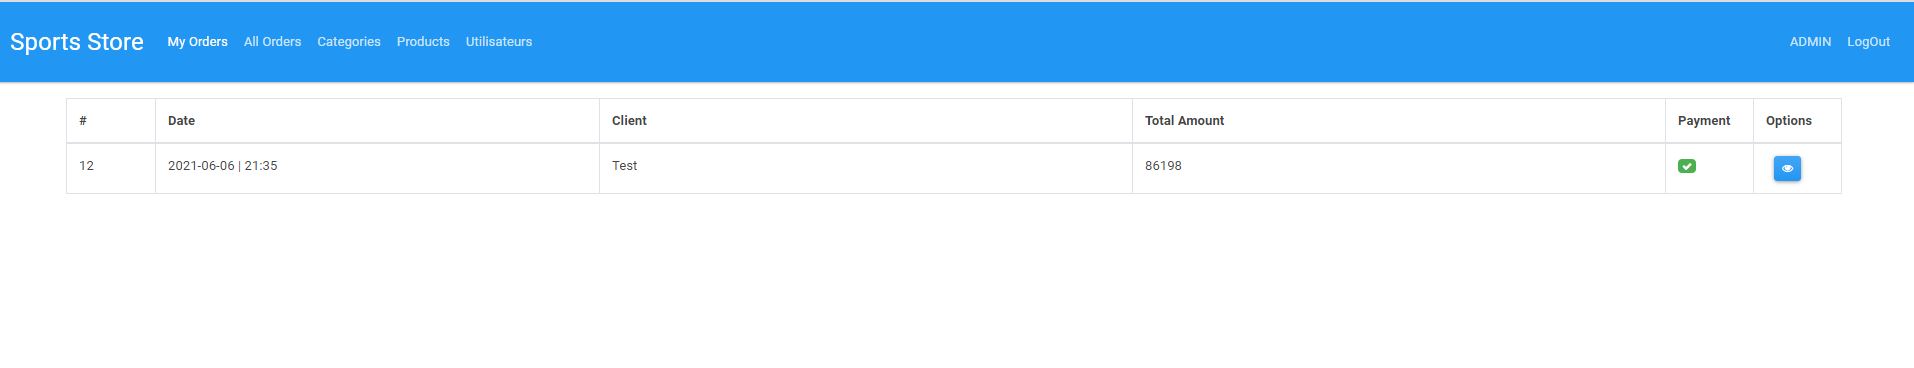 Sports Store My Orders All Orders Categories Products Utilisateurs ADMIN LogOut
# Date Client Total Amount Payment Options
12 2021-06-06 | 21:35 Test 86198